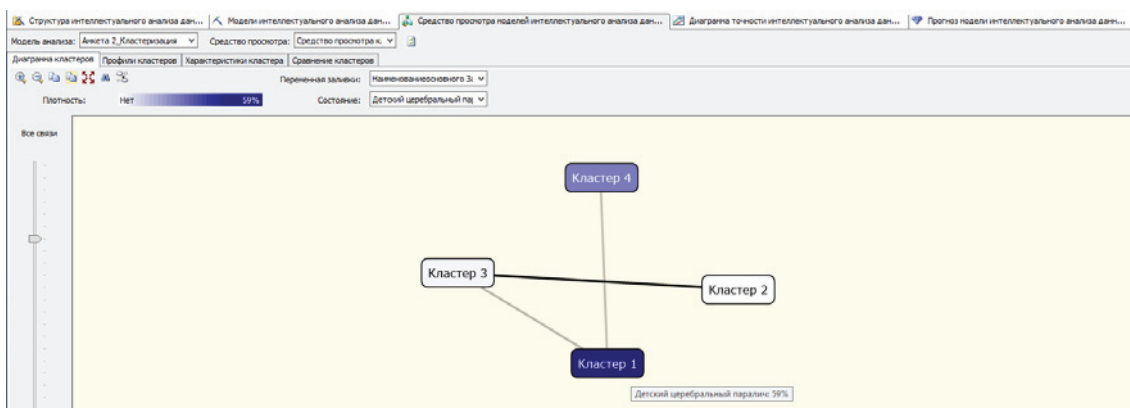 Структура интеллектуального анализа дан... Модели интеллектуального анализа дан... Средство просмотра моделей интеллектуального анализа дан... Диаграмма точности интеллектуального анализа дан... Прогноз модели интеллектуального анализа данн...
Модель анализа: Анкета 2_Кластеризация Средство просмотра: Средство просмотра к.
Диаграмма кластеров Профили кластеров Характеристики кластера Сравнение кластеров
Переменная заливки: Наименованиеосновного За
Плотность: Нет 59% Состояние: Детский церебральный пар
Все связи
Кластер 4
Кластер 3
Кластер 2
Кластер 1
Детский церебральный паралич: 59%